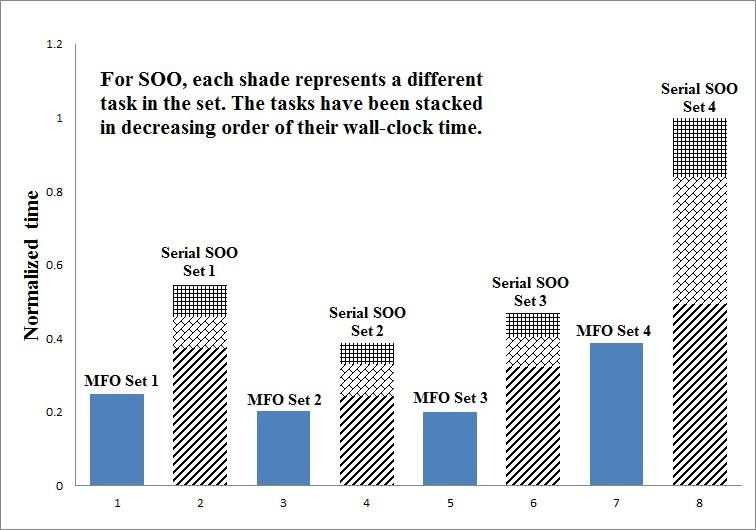 1.2
For SOO, each shade represents a different
task in the set. The tasks have been stacked
in decreasing order of their wall-clock time.
Serial SOO
Set 4
1
0.8
Normalized time
Serial SOO
Set 1
0.6
Serial SOO
Set 3
Serial SOO
Set 2
MFO Set 4
0.4
MFO Set 1
MFO Set 2
MFO Set 3
0.2
0
1 2 3 4 5 6 7 8